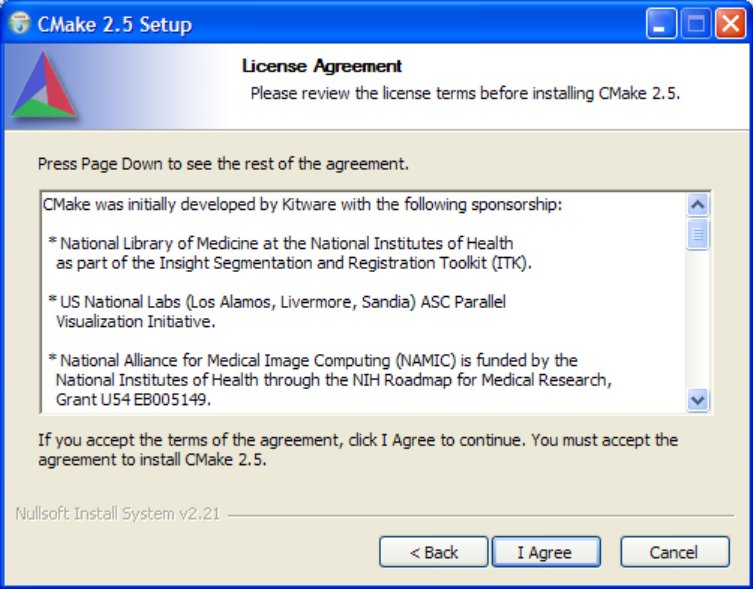 CMake 2.5 Setup
License Agreement
Please review the license terms before installing CMake 2.5.
Press Page Down to see the rest of the agreement.
CMake was initially developed by Kitware with the following sponsorship:
* National Library of Medicine at the National Institutes of Health
as part of the Insight Segmentation and Registration Toolkit (ITK).
* US National Labs (Los Alamos, Livermore, Sandia) ASC Parallel
Visualization Initiative.
* National Alliance for Medical Image Computing (NAMIC) is funded by the
National Institutes of Health through the NIH Roadmap for Medical Research,
Grant U54 EB005149.
If you accept the terms of the agreement, click I Agree to continue. You must accept the
agreement to install CMake 2.5.
Nullsoft Install System v2.21
< Back I Agree Cancel